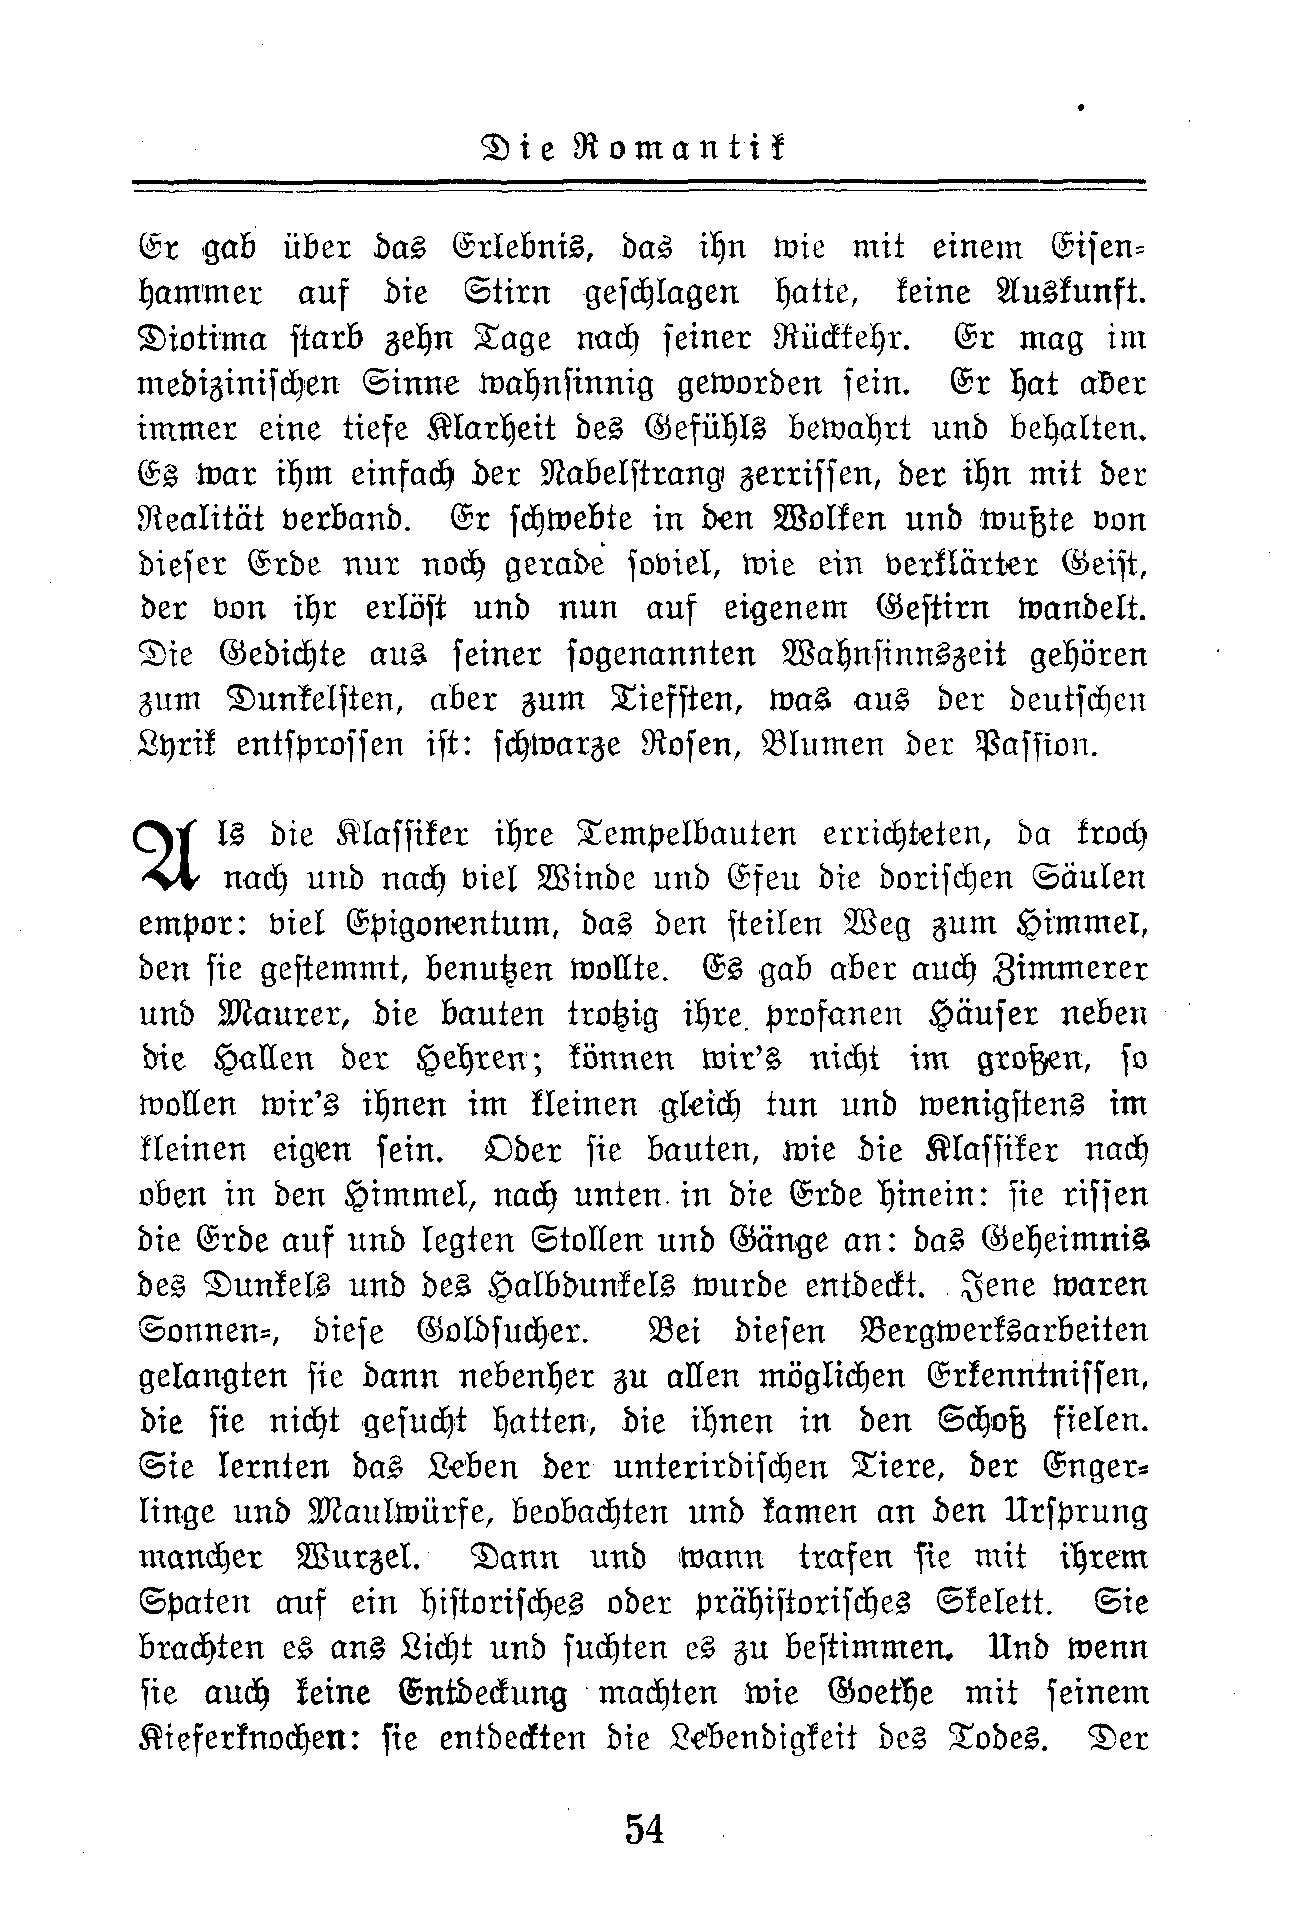 Die Romantik
Er gab über das Erlebnis, das ihn wie mit einem Eisen-
hammer auf die Stirn geschlagen hatte, keine Auskunft.
Diotima starb zehn Tage nach seiner Rückkehr. Er mag im
medizinischen Sinne wahnsinnig geworden sein. Er hat aber
immer eine tiefe Klarheit des Gefühls bewahrt und behalten.
Es war ihm einfach der Nabelstrang zerrissen, der ihn mit der
Realität verband. Er schwebte in den Wolken und wußte von
dieser Erde nur noch gerade soviel, wie ein verklärter Geist,
der von ihr erlöst und nun auf eigenem Gestirn wandelt.
Die Gedichte aus seiner sogenannten Wahnsinnszeit gehören
zum Dunkelsten, aber zum Tiefsten, was aus der deutschen
Lyrik entsprossen ist: schwarze Rosen, Blumen der Passion.
Als die Klassiker ihre Tempelbauten errichteten, da kroch
nach und nach viel Winde und Efeu die dorischen Säulen
empor: viel Epigonentum, das den steilen Weg zum Himmel,
den sie gestemmt, benutzen wollte. Es gab aber auch Zimmerer
und Maurer, die bauten trotzig ihre profanen Häuser neben
die Hallen der Hehren; können wir's nicht im großen, so
wollen wir's ihnen im kleinen gleich tun und wenigstens im
kleinen eigen sein. Oder sie bauten, wie die Klassiker nach
oben in den Himmel, nach unten in die Erde hinein: sie rissen
die Erde auf und legten Stollen und Gänge an: das Geheimnis
des Dunkels und des Halbdunkels wurde entdeckt. Jene waren
Sonnen-, diese Goldsucher. Bei diesen Bergwerksarbeiten
gelangten sie dann nebenher zu allen möglichen Erkenntnissen,
die sie nicht gesucht hatten, die ihnen in den Schoß fielen.
Sie lernten das Leben der unterirdischen Tiere, der Enger-
linge und Maulwürfe, beobachten und kamen an den Ursprung
mancher Wurzel. Dann und wann trafen sie mit ihrem
Spaten auf ein historisches oder prähistorisches Skelett. Sie
brachten es ans Licht und suchten es zu bestimmen. Und wenn
sie auch keine Entdeckung machten wie Goethe mit seinem
Kieferknochen: sie entdeckten die Lebendigkeit des Todes. Der
54